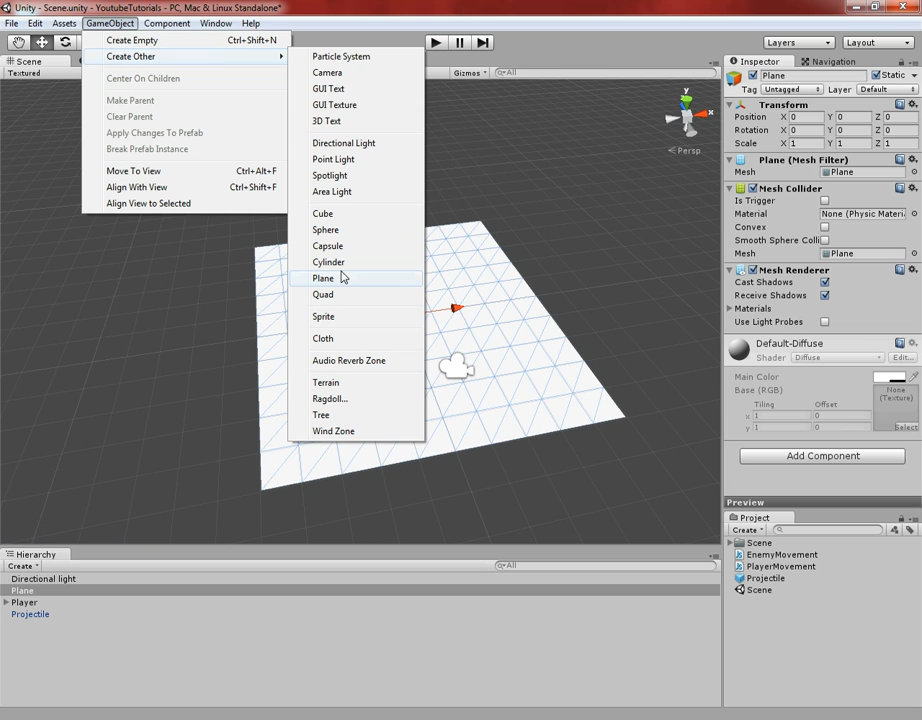 Unity - Scene.unity - YoutubeTutorials - PC, Mac & Linux Standalone*
File Edit Assets GameObject Component Window Help
Create Empty Ctrl+Shift+N
Create Other
Center On Children
Make Parent
Clear Parent
Apply Changes To Prefab
Break Prefab Instance
Move To View Ctrl+Alt+F
Align With View Ctrl+Shift+F
Align View to Selected
Particle System
Camera
GUI Text
GUI Texture
3D Text
Directional Light
Point Light
Spotlight
Area Light
Cube
Sphere
Capsule
Cylinder
Plane
Quad
Sprite
Cloth
Audio Reverb Zone
Terrain
Ragdoll...
Tree
Wind Zone
Layers Layout
Scene
Textured
Gizmos All
y
x
Persp
Inspector Navigation
Plane Static
Tag Untagged Layer Default
Transform
Position X 0 Y 0 Z 0
Rotation X 0 Y 0 Z 0
Scale X 1 Y 1 Z 1
Plane (Mesh Filter)
Mesh Plane
Mesh Collider
Is Trigger
Material None (Physic Materi
Convex
Smooth Sphere Colli
Mesh Plane
Mesh Renderer
Cast Shadows
Receive Shadows
Materials
Use Light Probes
Default-Diffuse
Shader Diffuse Edit...
Main Color
Base (RGB)
None
(Texture)
Tiling Offset
x 1 0
y 1 0
Select
Add Component
Preview
Project
Create
Scene
EnemyMovement
PlayerMovement
Projectile
Scene
Hierarchy
Create All
Directional light
Plane
Player
Projectile